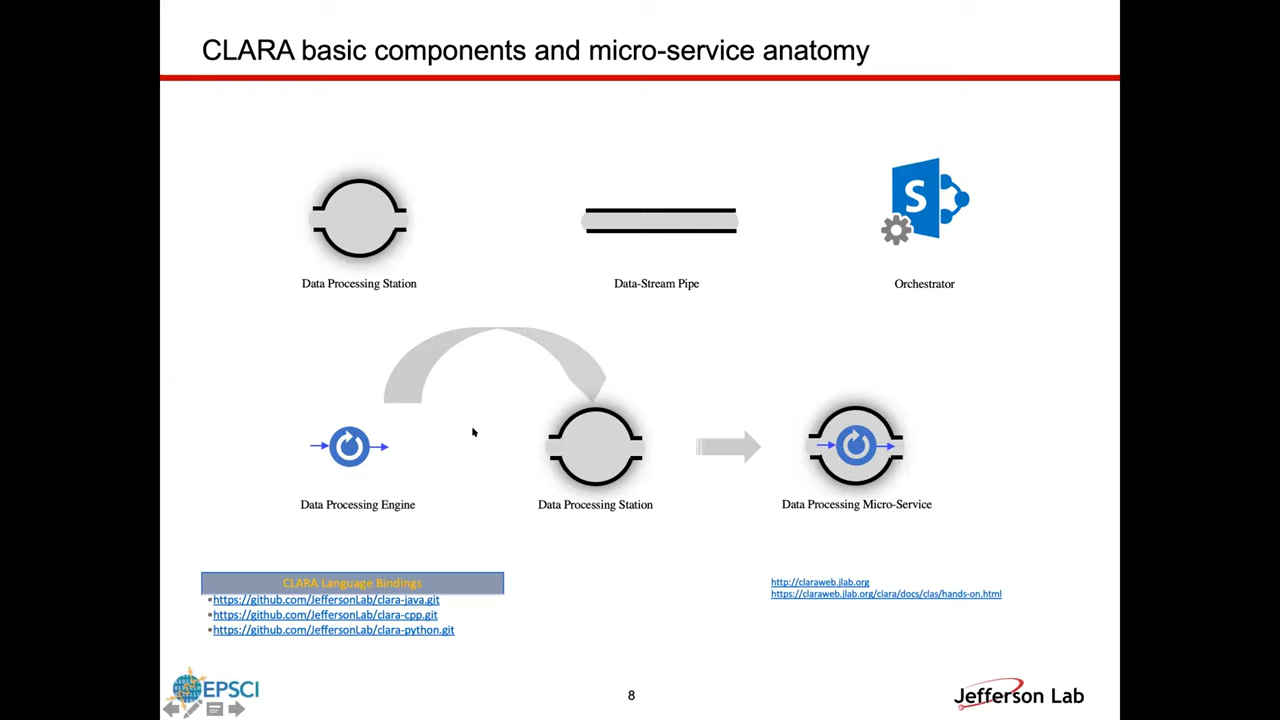 CLARA basic components and micro-service anatomy
S
Data Processing Station
Data-Stream Pipe
Orchestrator
Data Processing Engine
Data Processing Station
Data Processing Micro-Service
CLARA Language Bindings
•https://github.com/JeffersonLab/clara-java.git
•https://github.com/JeffersonLab/clara-cpp.git
•https://github.com/JeffersonLab/clara-python.git
http://claraweb.jlab.org
https://claraweb.jlab.org/clara/docs/clas/hands-on.html
EPSCI
8
Jefferson Lab